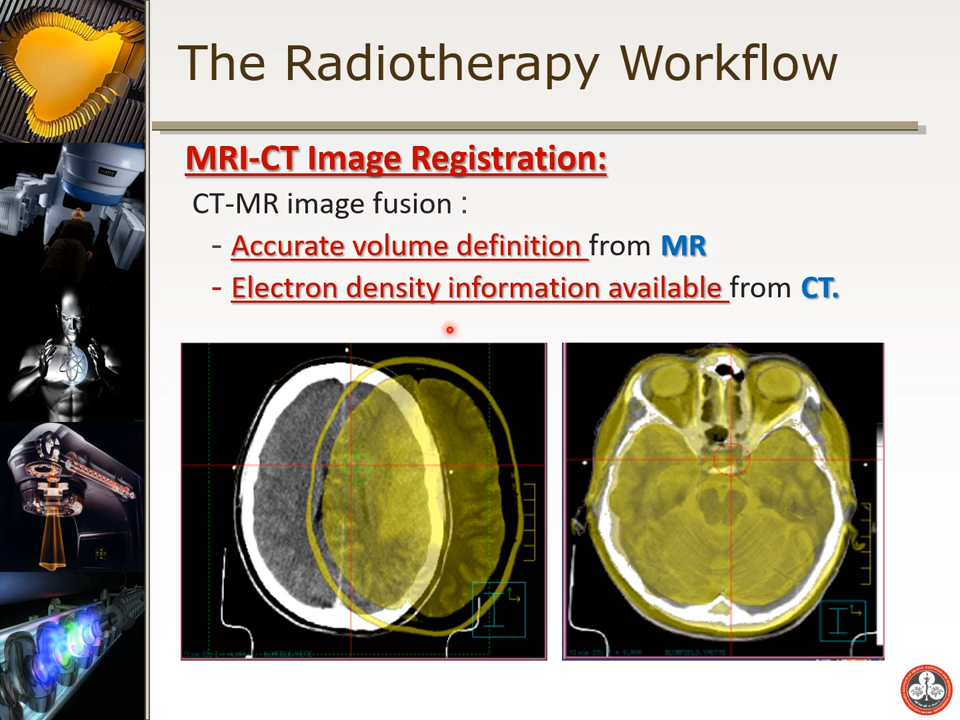 The Radiotherapy Workflow
MRI-CT Image Registration:
CT-MR image fusion :
- Accurate volume definition from MR
- Electron density information available from CT.